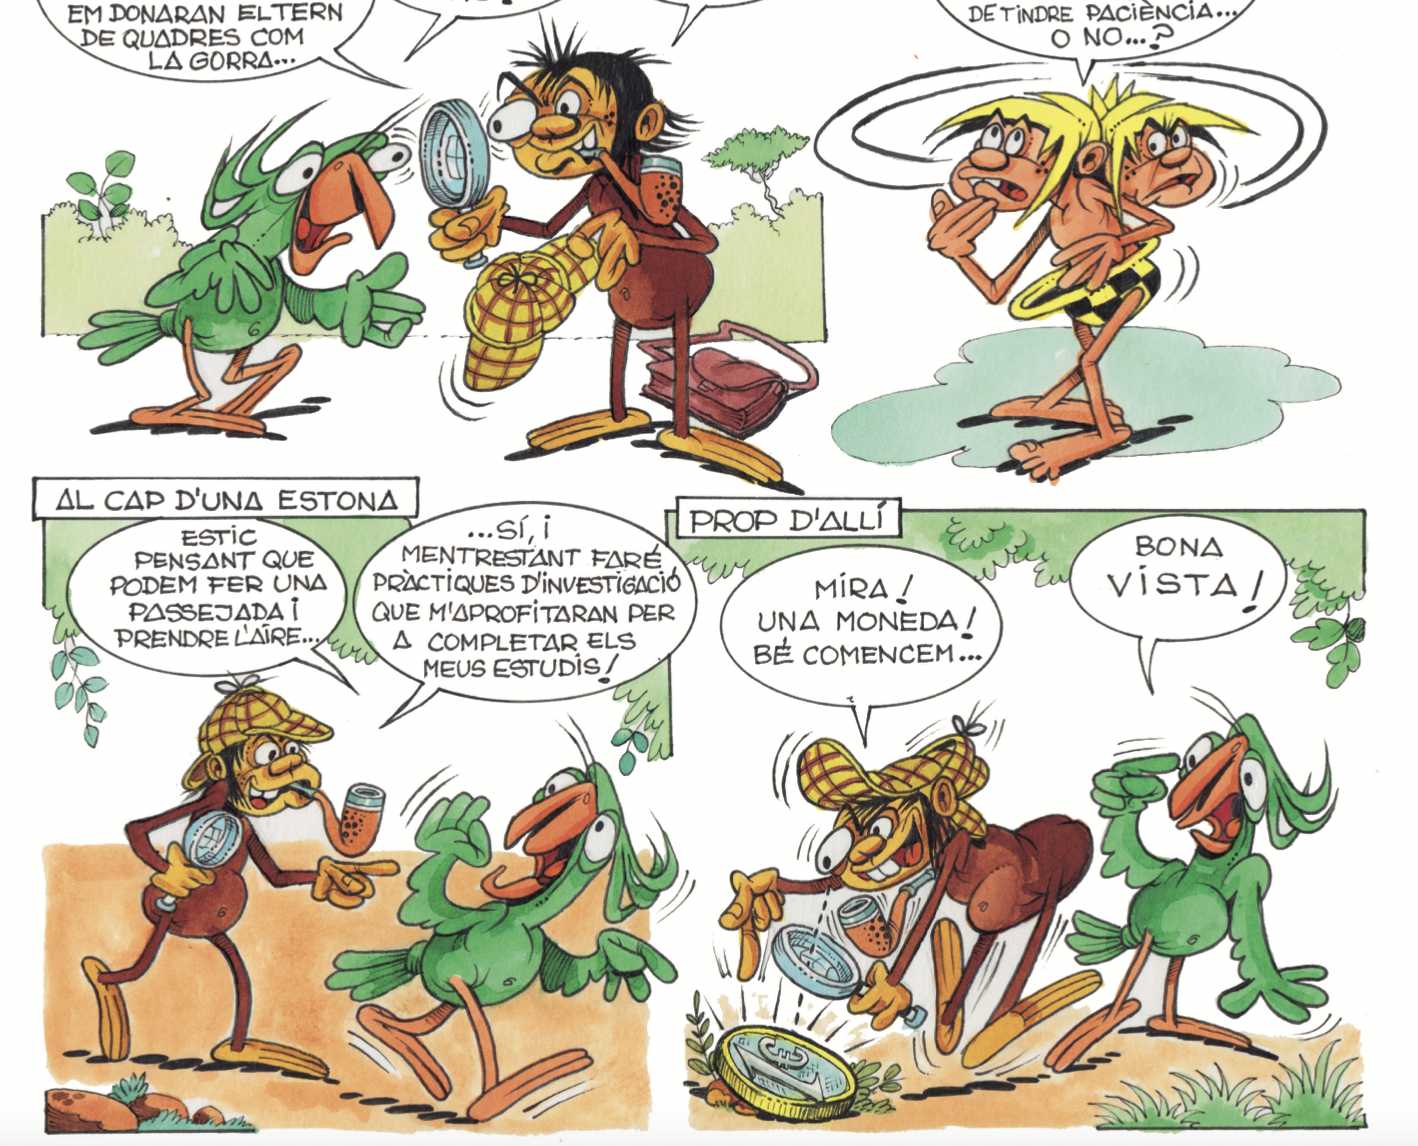 EM DONARAN EL TERN
DE QUADRES COM
LA GORRA...
DE TINDRE PACIÈNCIA...
O NO...?
AL CAP D'UNA ESTONA
ESTIC
PENSANT QUE
PODEM FER UNA
PASSEJADA I
PRENDRE L'AIRE...
...SÍ, I
MENTRESTANT FARÉ
PRÀCTIQUES D'INVESTIGACIÓ
QUE M'APROFITARAN PER
A COMPLETAR ELS
MEUS ESTUDIS!
PROP D'ALLÍ
MIRA!
UNA MONEDA!
BÉ COMENCEM...
BONA
VISTA!